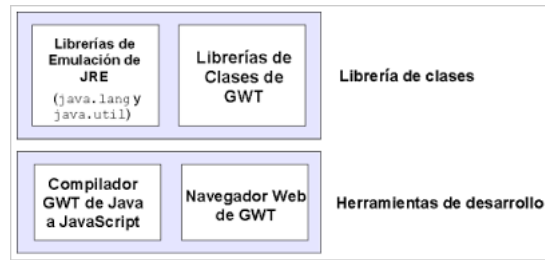 Librerías de
Emulación de
JRE
(java.lang y
java.util)
Librerías de
Clases de
GWT
Librería de clases
Compilador
GWT de Java
a JavaScript
Navegador Web
de GWT
Herramientas de desarrollo